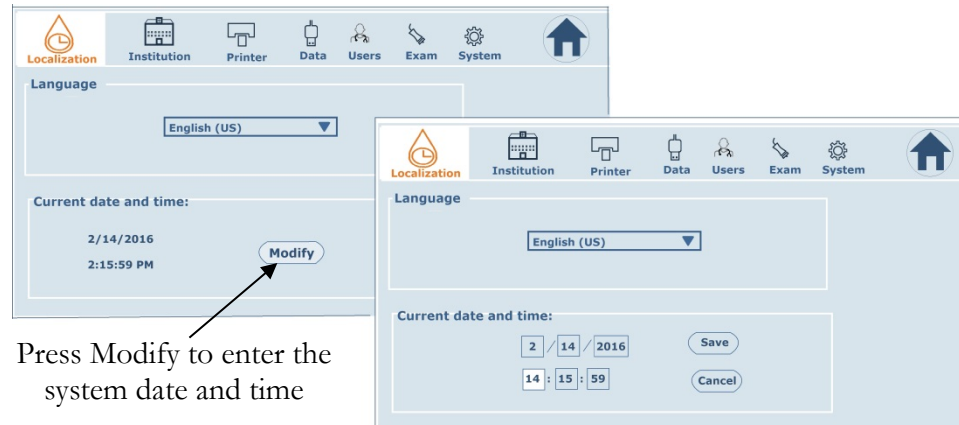 Localization Institution Printer Data Users Exam System
Language
English (US)
Current date and time:
2/14/2016
2:15:59 PM
Modify
Press Modify to enter the
system date and time
Localization Institution Printer Data Users Exam System
Language
English (US)
Current date and time:
2 / 14 / 2016 Save
14 : 15 : 59 Cancel